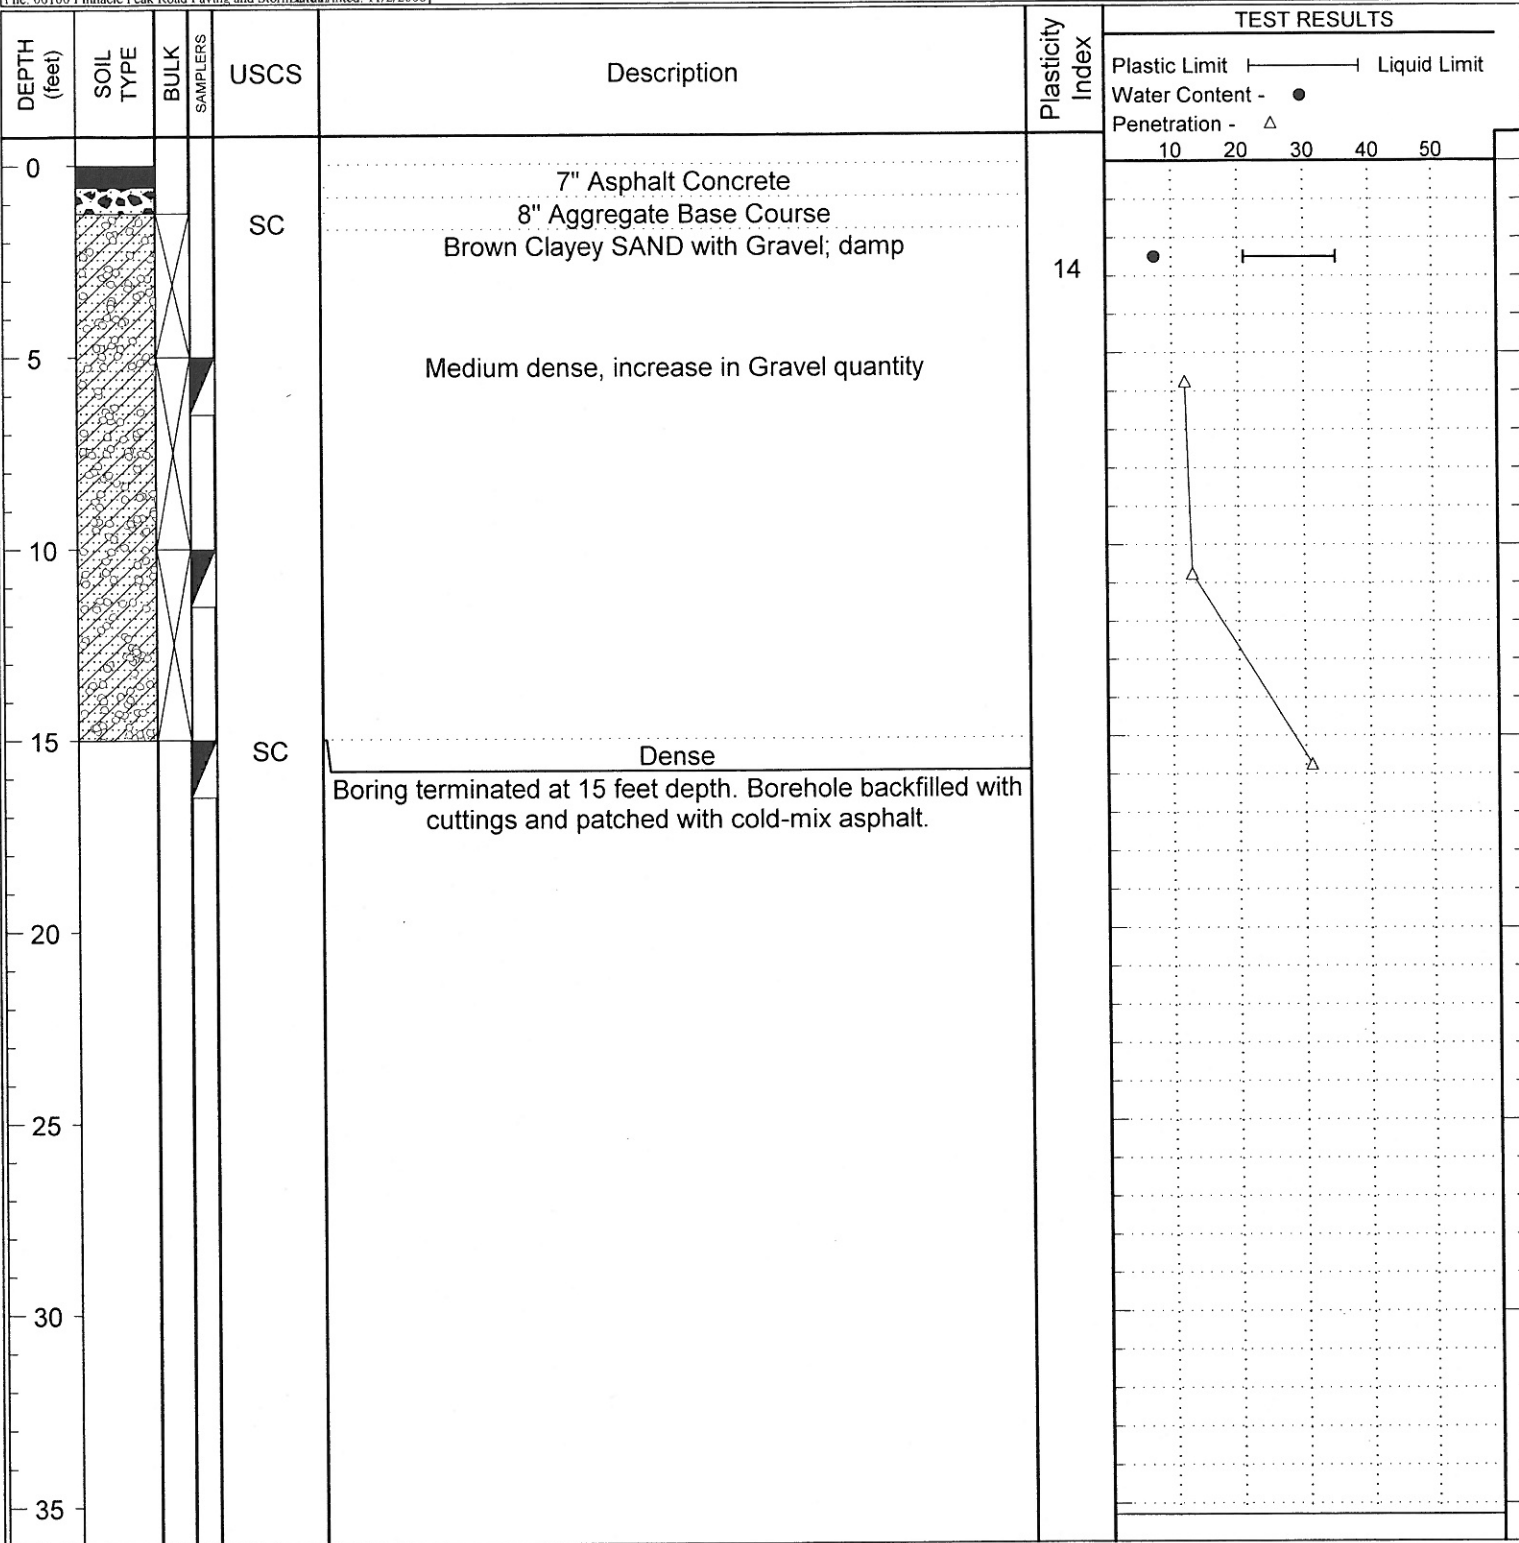 TEST RESULTS
DEPTH (feet)
SOIL TYPE
BULK
SAMPLERS
USCS
Description
Plasticity Index
Plastic Limit Liquid Limit
Water Content -
Penetration -
10 20 30 40 50
0
7" Asphalt Concrete
8" Aggregate Base Course
SC
Brown Clayey SAND with Gravel; damp
14
5
Medium dense, increase in Gravel quantity
10
15
SC
Dense
Boring terminated at 15 feet depth. Borehole backfilled with
cuttings and patched with cold-mix asphalt.
20
25
30
35